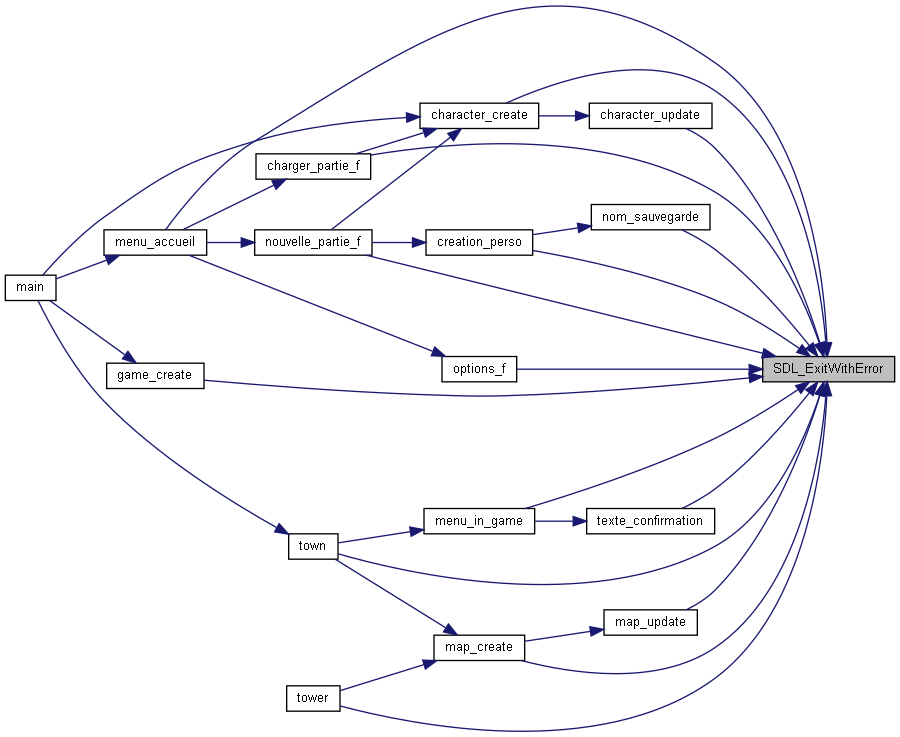 character_create
character_update
charger_partie_f
nom_sauvegarde
menu_accueil
nouvelle_partie_f
creation_perso
main
game_create
options_f
SDL_ExitWithError
menu_in_game
texte_confirmation
town
map_update
map_create
tower